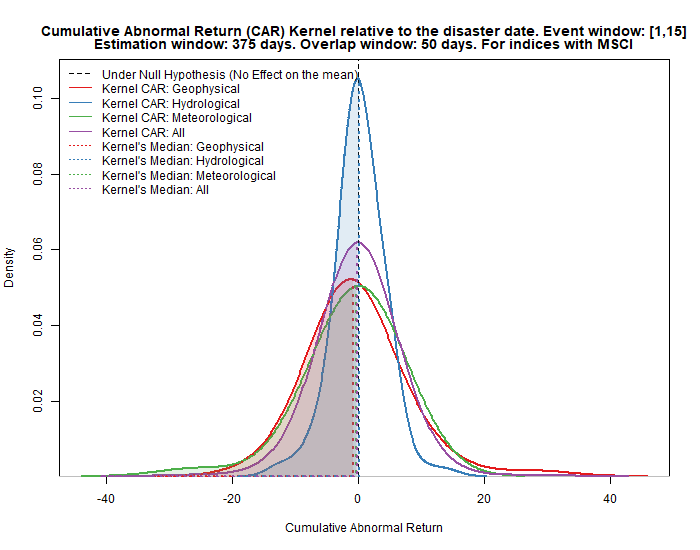 Cumulative Abnormal Return (CAR) Kernel relative to the disaster date. Event window: [1,15]
Estimation window: 375 days. Overlap window: 50 days. For indices with MSCI
Under Null Hypothesis (No Effect on the mean)
Kernel CAR: Geophysical
Kernel CAR: Hydrological
Kernel CAR: Meteorological
Kernel CAR: All
Kernel's Median: Geophysical
Kernel's Median: Hydrological
Kernel's Median: Meteorological
Kernel's Median: All
Density
0.10
0.08
0.06
0.04
0.02
-40 -20 0 20 40
Cumulative Abnormal Return